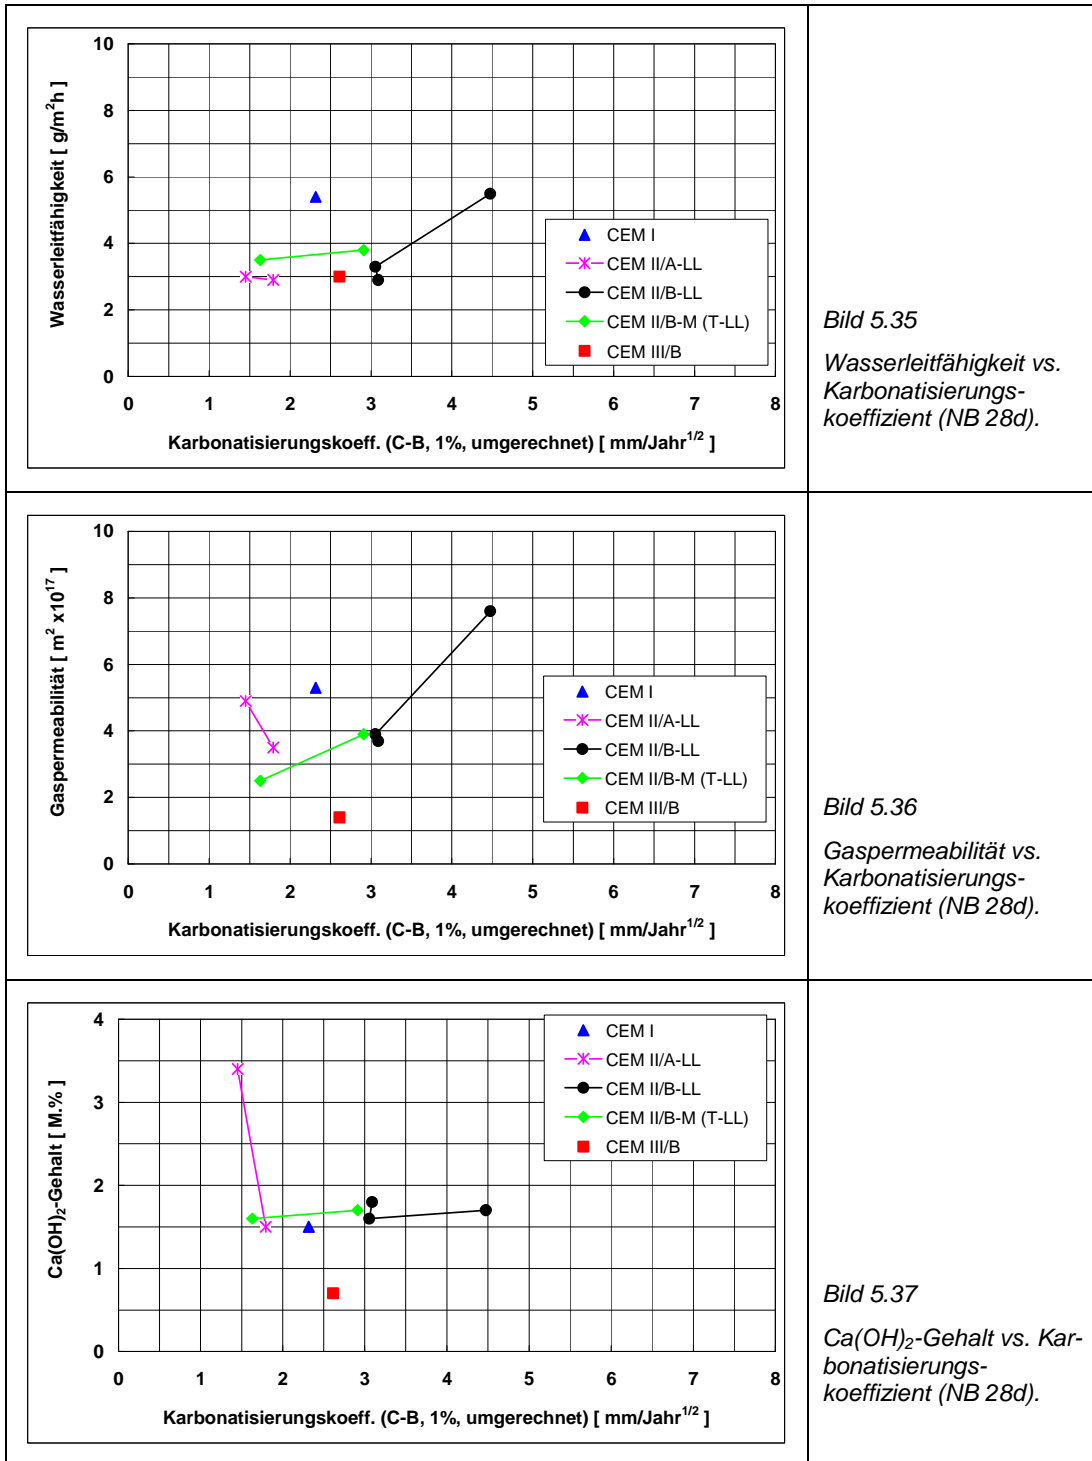 10
8
6
4
2
0
Wasserleitfähigkeit [ g/m²h ]
0 1 2 3 4 5 6 7 8
Karbonatisierungskoeff. (C-B, 1%, umgerechnet) [ mm/Jahr^1/2 ]
CEM I
CEM II/A-LL
CEM II/B-LL
CEM II/B-M (T-LL)
CEM III/B
Bild 5.35
Wasserleitfähigkeit vs.
Karbonatisierungs-
koeffizient (NB 28d).
10
8
6
4
2
0
Gaspermeabilität [ m² x10^17 ]
0 1 2 3 4 5 6 7 8
Karbonatisierungskoeff. (C-B, 1%, umgerechnet) [ mm/Jahr^1/2 ]
CEM I
CEM II/A-LL
CEM II/B-LL
CEM II/B-M (T-LL)
CEM III/B
Bild 5.36
Gaspermeabilität vs.
Karbonatisierungs-
koeffizient (NB 28d).
4
3
2
1
0
Ca(OH)₂-Gehalt [ M.% ]
0 1 2 3 4 5 6 7 8
Karbonatisierungskoeff. (C-B, 1%, umgerechnet) [ mm/Jahr^1/2 ]
CEM I
CEM II/A-LL
CEM II/B-LL
CEM II/B-M (T-LL)
CEM III/B
Bild 5.37
Ca(OH)₂-Gehalt vs. Kar-
bonatisierungs-
koeffizient (NB 28d).